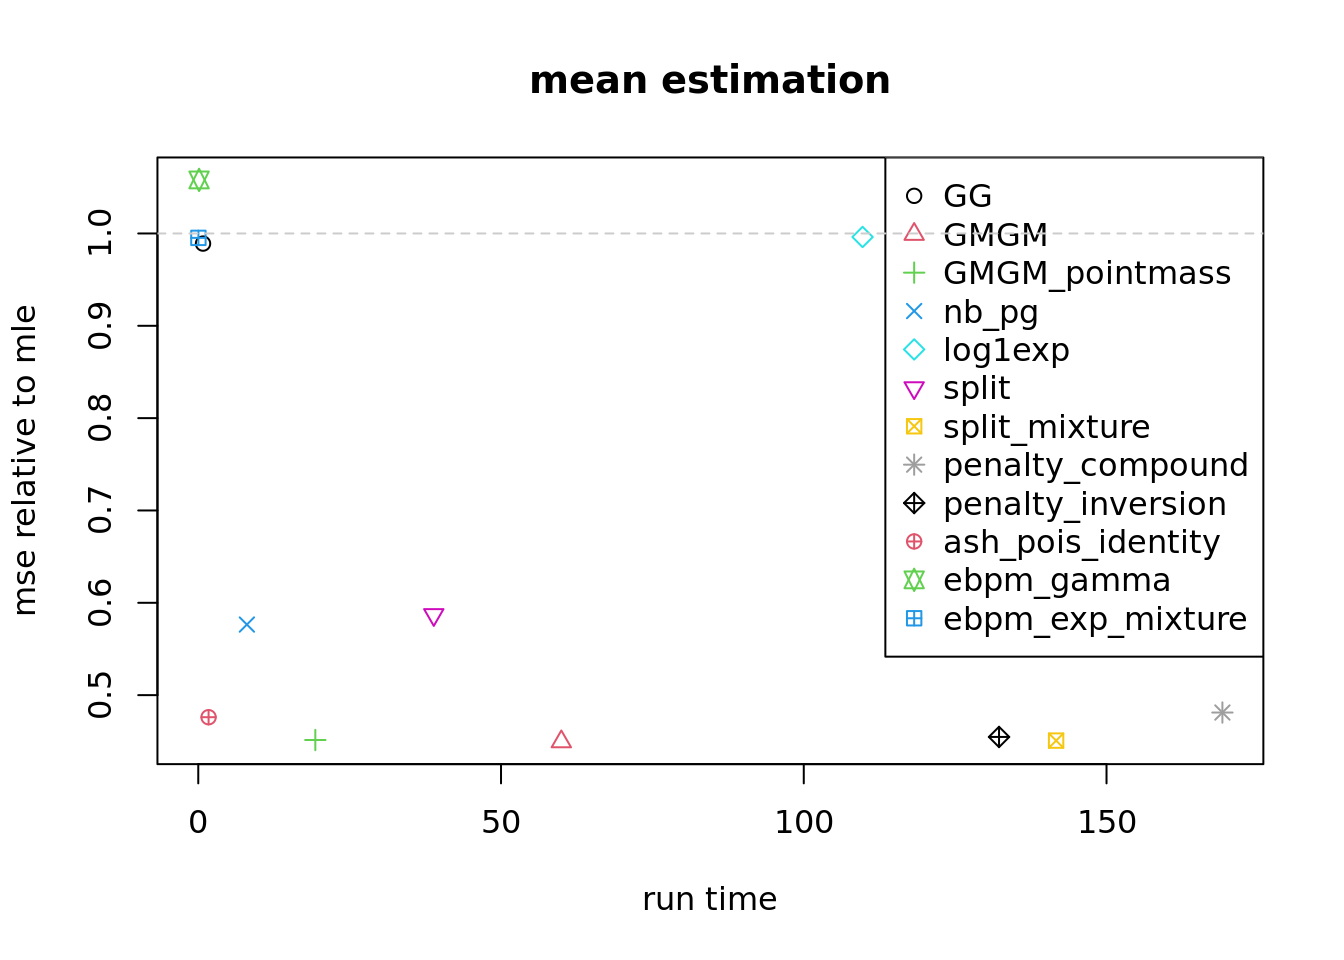 mean estimation
mse relative to mle
1.0
0.9
0.8
0.7
0.6
0.5
GG
GMGM
GMGM_pointmass
nb_pg
log1exp
split
split_mixture
penalty_compound
penalty_inversion
ash_pois_identity
ebpm_gamma
ebpm_exp_mixture
0 50 100 150
run time